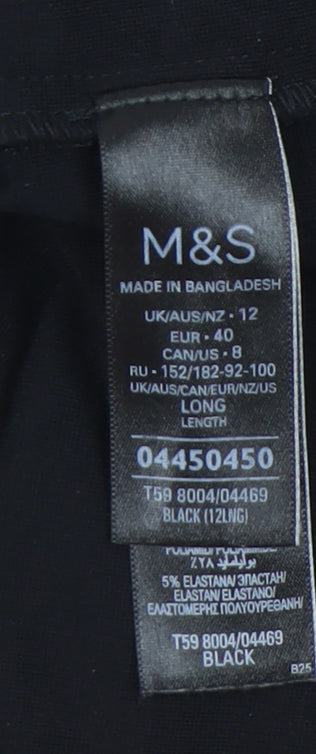 M&S
MADE IN BANGLADESH
UK/AUS/NZ • 12
EUR • 40
CAN/US • 8
RU • 152/182-92-100
UK/AUS/CAN/EUR/NZ/US
LONG
LENGTH
04450450
T59 8004/04469
BLACK (12LNG)
٪٢٨ بولياميد
5% ELASTANA/ ЭЛАСТАН/
ELASTAN/ ELASTANO/
ΕΛΑΣΤΟΜΕΡΗΣ ΠΟΛΥΟΥΡΕΘΑΝΗ/
T59 8004/04469
BLACK
B25